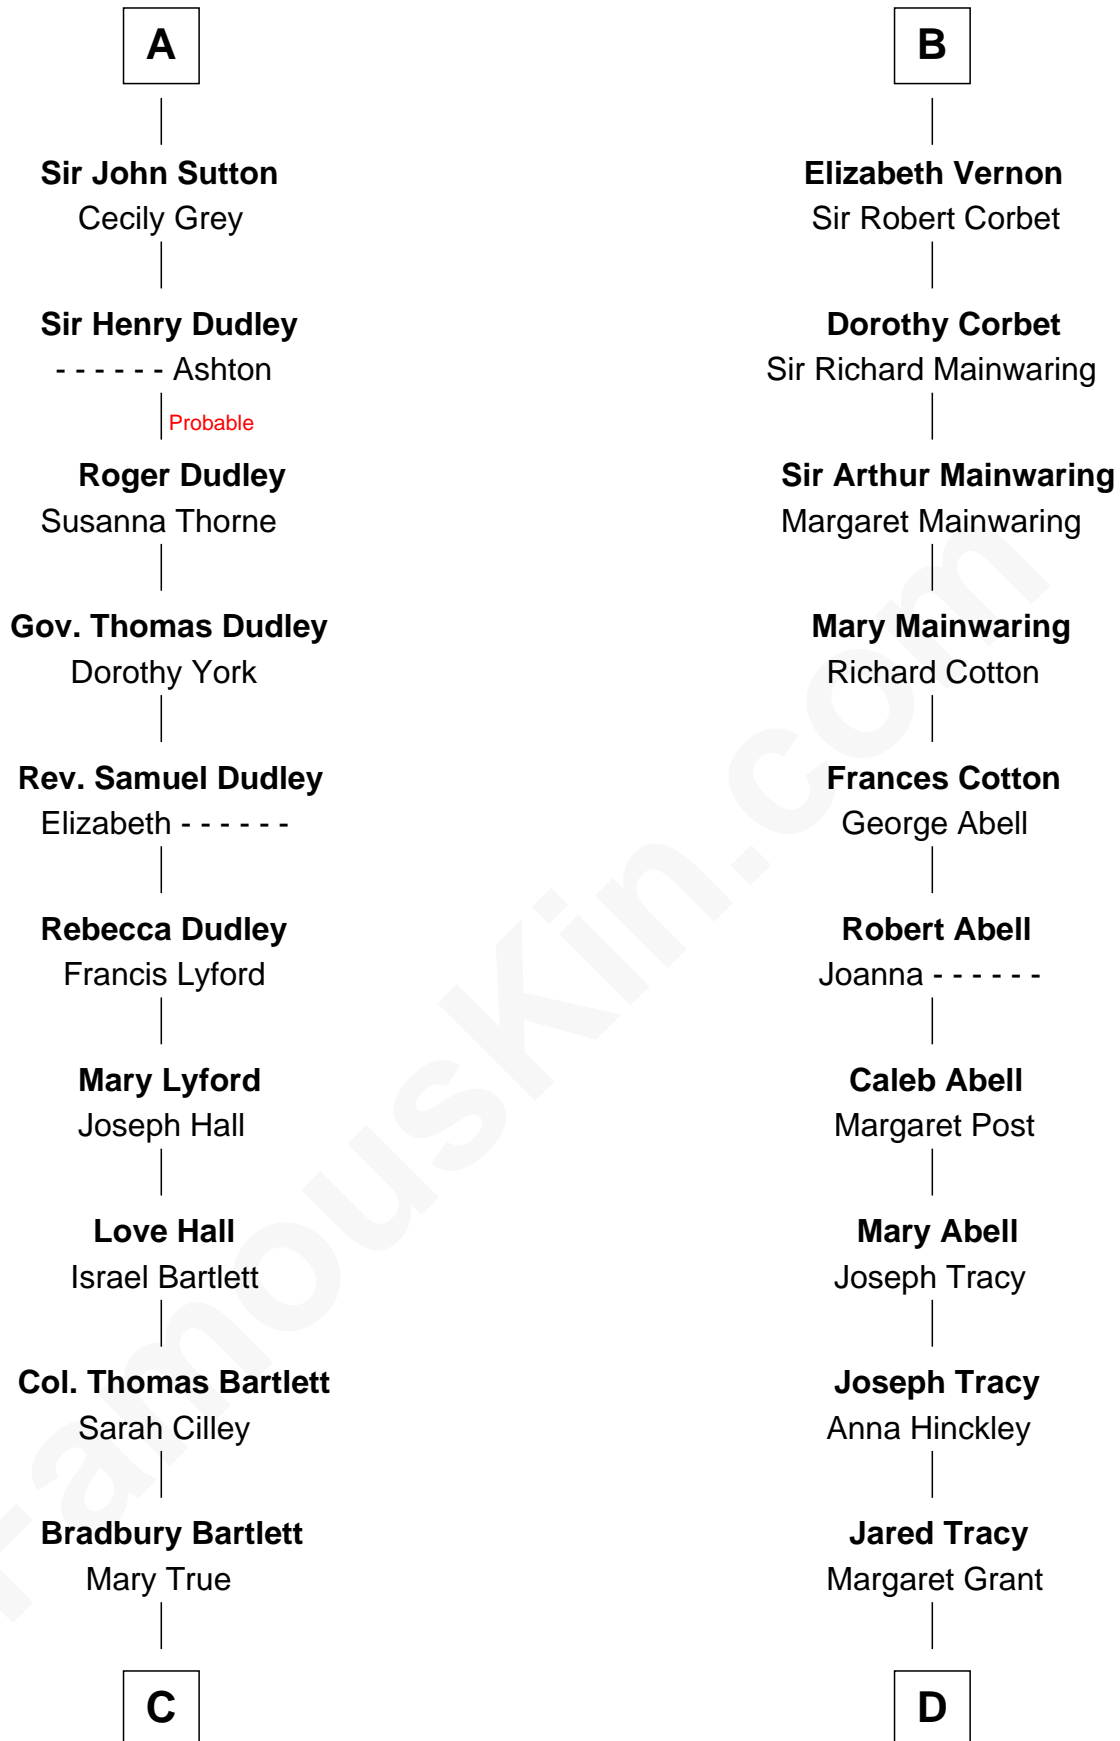 A
Sir John Sutton
Cecily Grey
Sir Henry Dudley
- - - - - - Ashton
Probable
Roger Dudley
Susanna Thorne
Gov. Thomas Dudley
Dorothy York
Rev. Samuel Dudley
Elizabeth - - - - - -
Rebecca Dudley
Francis Lyford
Mary Lyford
Joseph Hall
Love Hall
Israel Bartlett
Col. Thomas Bartlett
Sarah Cilley
Bradbury Bartlett
Mary True
C
B
Elizabeth Vernon
Sir Robert Corbet
Dorothy Corbet
Sir Richard Mainwaring
Sir Arthur Mainwaring
Margaret Mainwaring
Mary Mainwaring
Richard Cotton
Frances Cotton
George Abell
Robert Abell
Joanna - - - - - -
Caleb Abell
Margaret Post
Mary Abell
Joseph Tracy
Joseph Tracy
Anna Hinckley
Jared Tracy
Margaret Grant
D
FamousKin.com